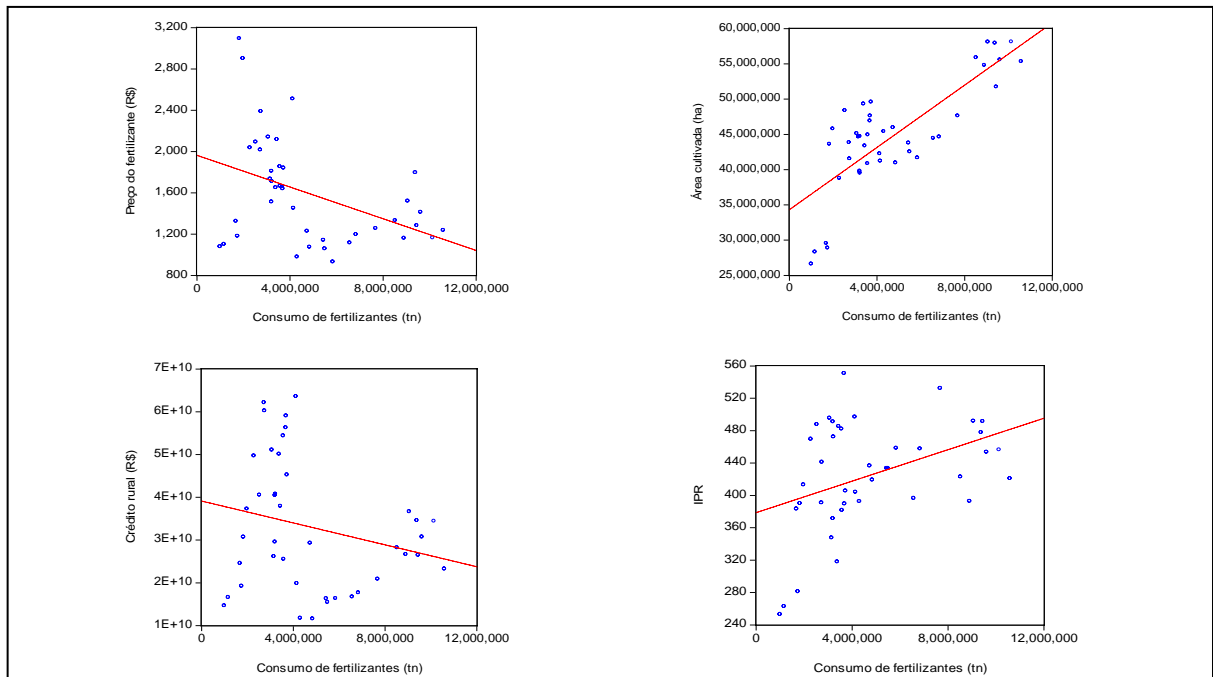 Preço do fertilizante (R$)
3,200
2,800
2,400
2,000
1,600
1,200
800
0 4,000,000 8,000,000 12,000,000
Consumo de fertilizantes (tn)
Área cultivada (ha)
60,000,000
55,000,000
50,000,000
45,000,000
40,000,000
35,000,000
30,000,000
25,000,000
0 4,000,000 8,000,000 12,000,000
Consumo de fertilizantes (tn)
Crédito rural (R$)
7E+10
6E+10
5E+10
4E+10
3E+10
2E+10
1E+10
0 4,000,000 8,000,000 12,000,000
Consumo de fertilizantes (tn)
IPR
560
520
480
440
400
360
320
280
240
0 4,000,000 8,000,000 12,000,000
Consumo de fertilizantes (tn)